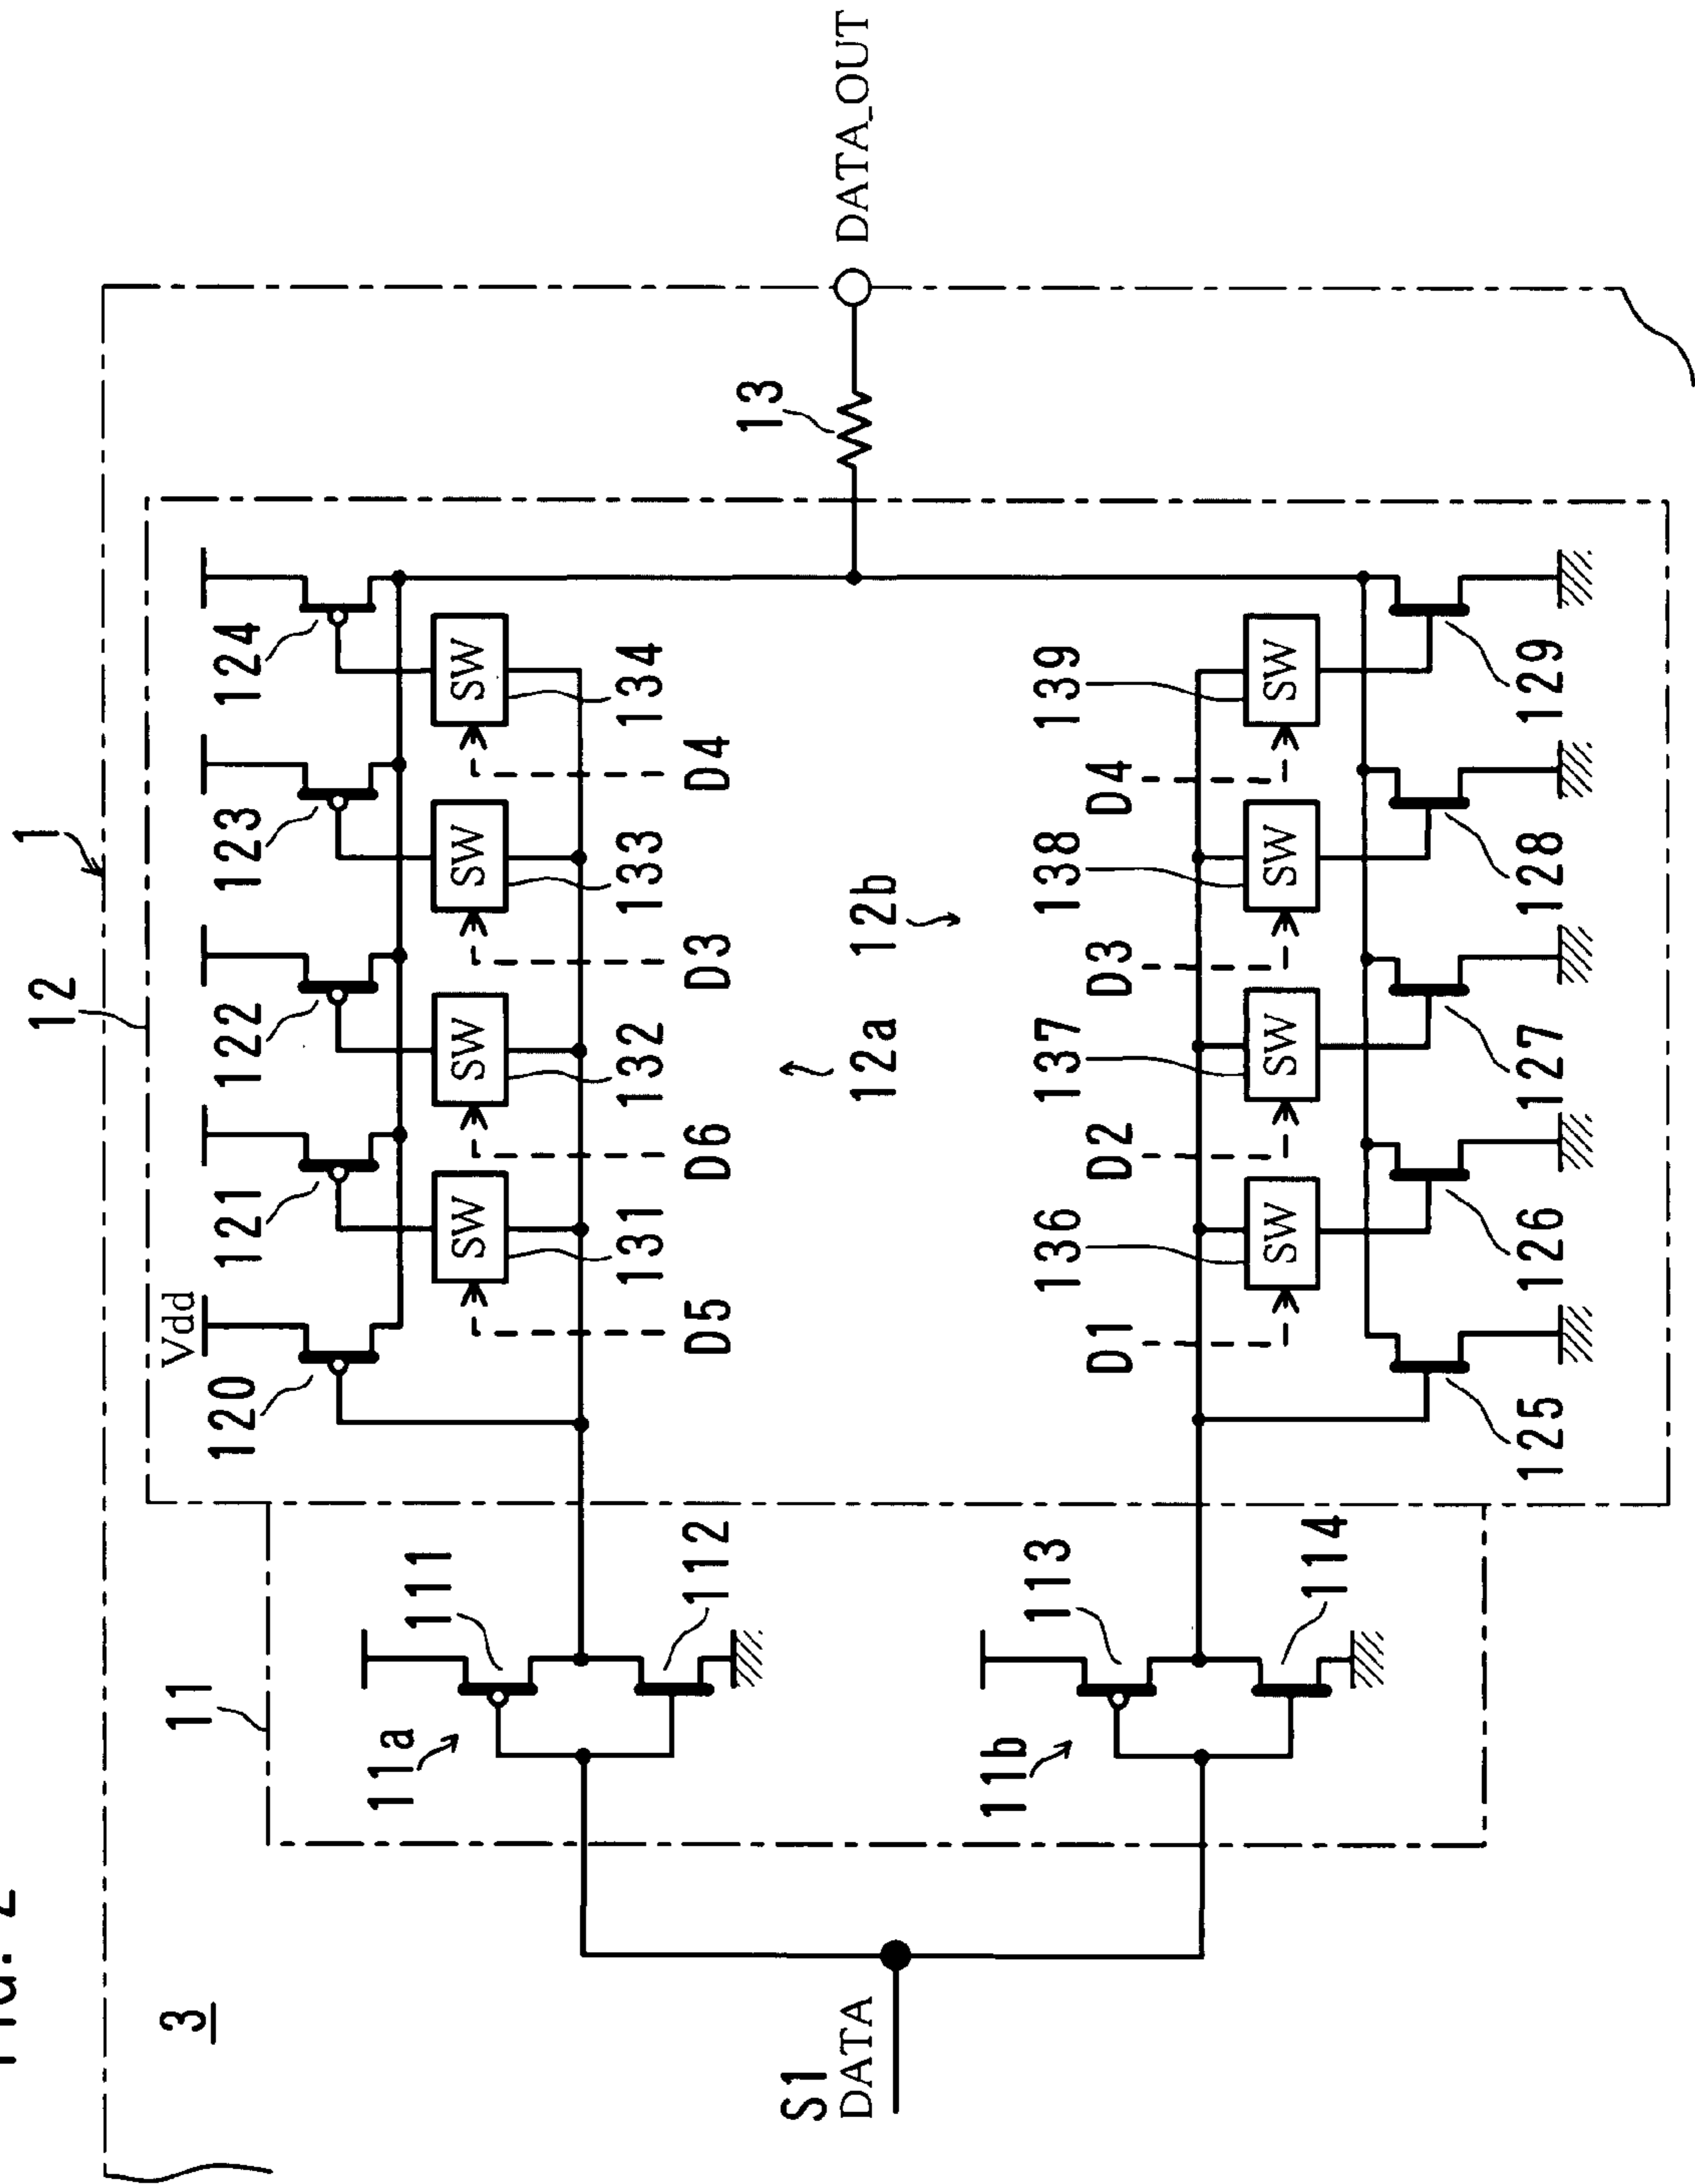 FIG. 2
3
1
12
11
S1
DATA
11a
111
112
11b
113
114
Vdd
120
121
122
123
124
SW
SW
SW
SW
131
132
133
134
D5
D6
D3
D4
12a
12b
13
DATA_OUT
D1
D2
D3
D4
136
137
138
139
SW
SW
SW
SW
125
126
127
128
129